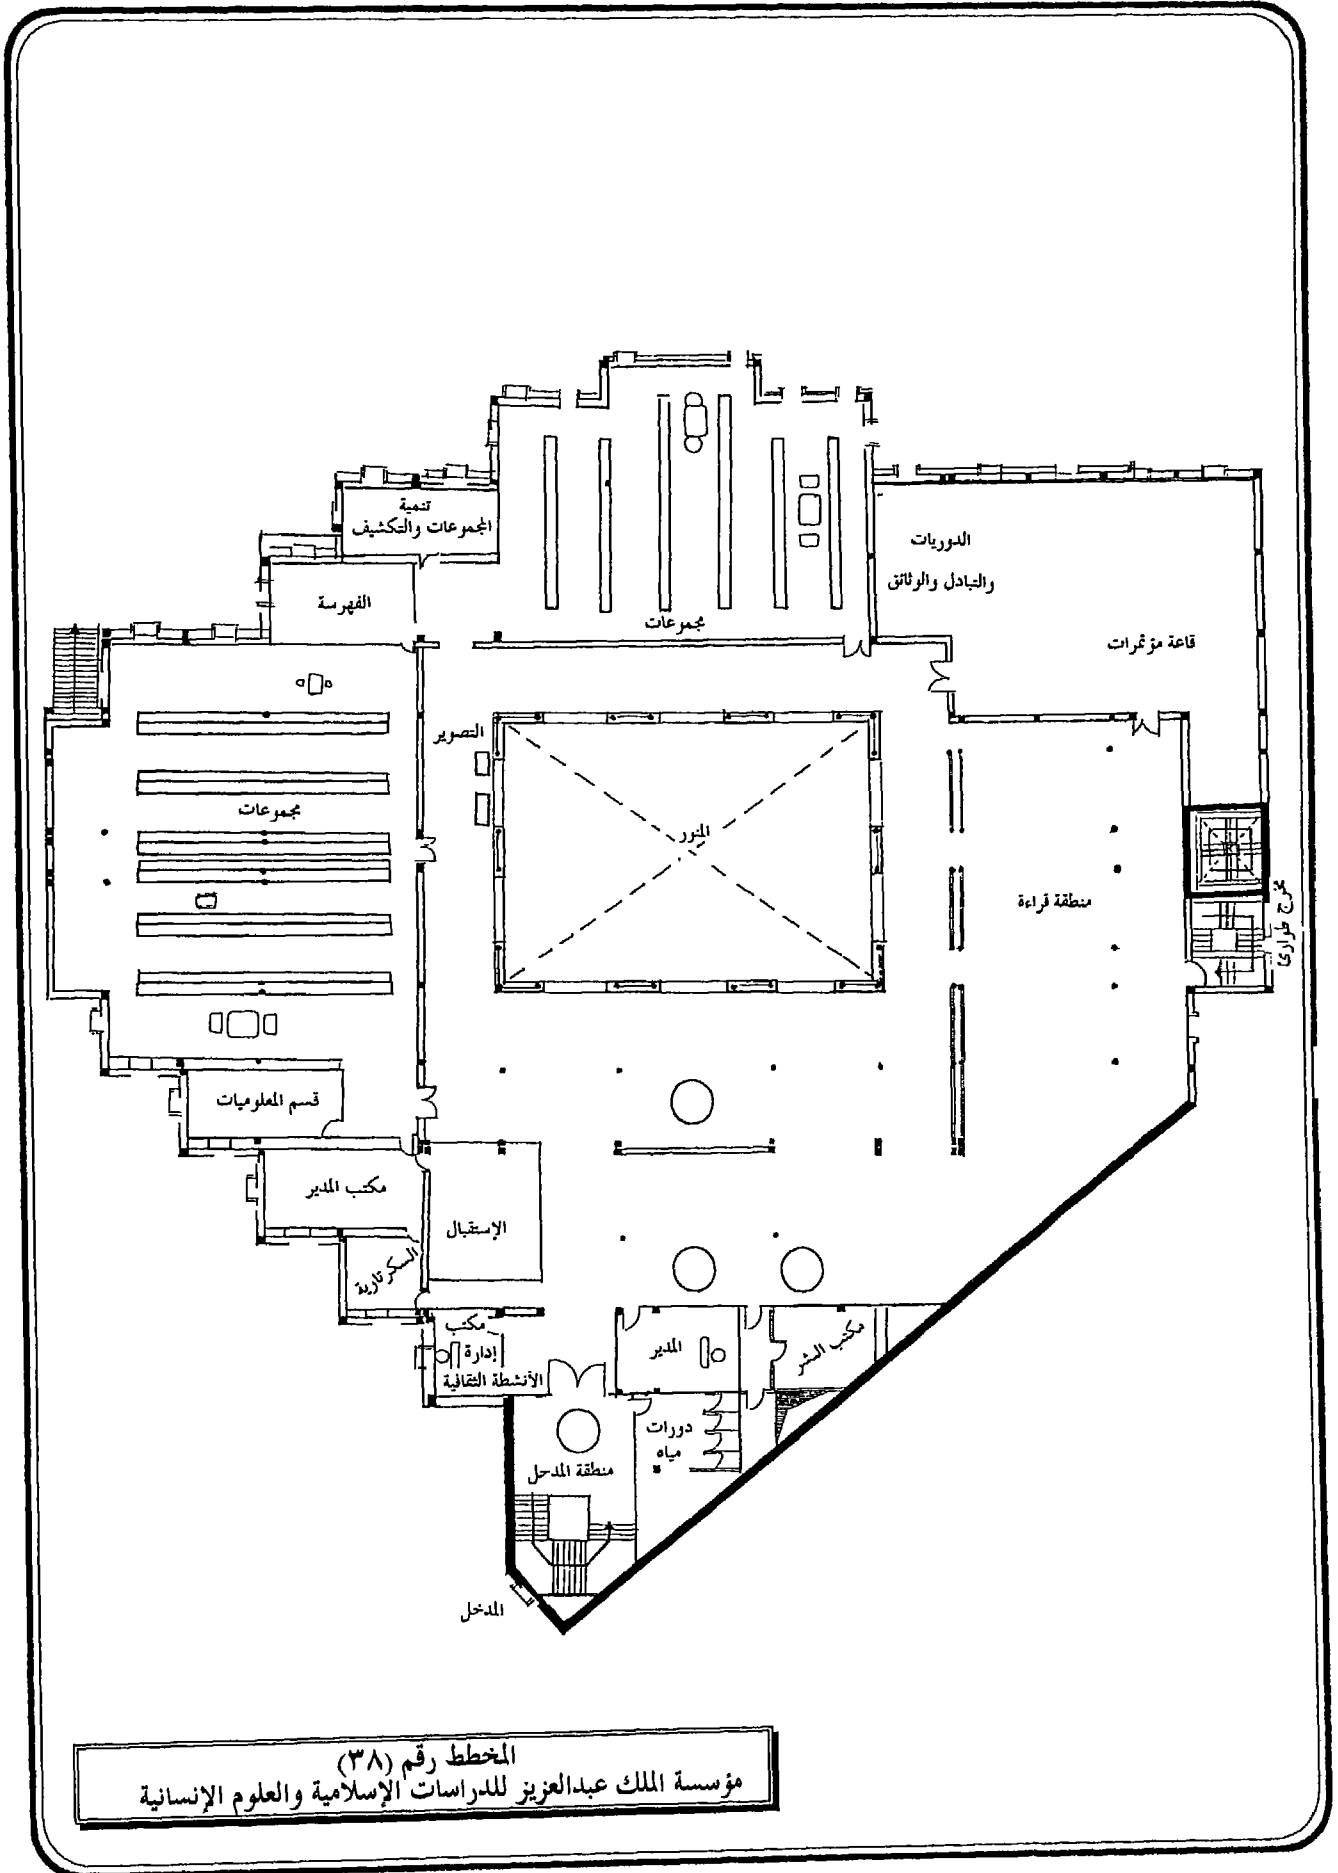 تنمية
المجموعات والتكشيف
الفهرسة
مجموعات
الدوريات
والتبادل والوثائق
قاعة مؤتمرات
التصوير
مجموعات
المنور
منطقة قراءة
مخرج طوارئ
قسم المعلوميات
مكتب المدير
الإستقبال
السكرتارية
مكتب
إدارة
الأنشطة الثقافية
المدير
مكتب النشر
دورات
مياه
منطقة المدخل
المدخل
المخطط رقم (٣٨)
مؤسسة الملك عبدالعزيز للدراسات الإسلامية والعلوم الإنسانية